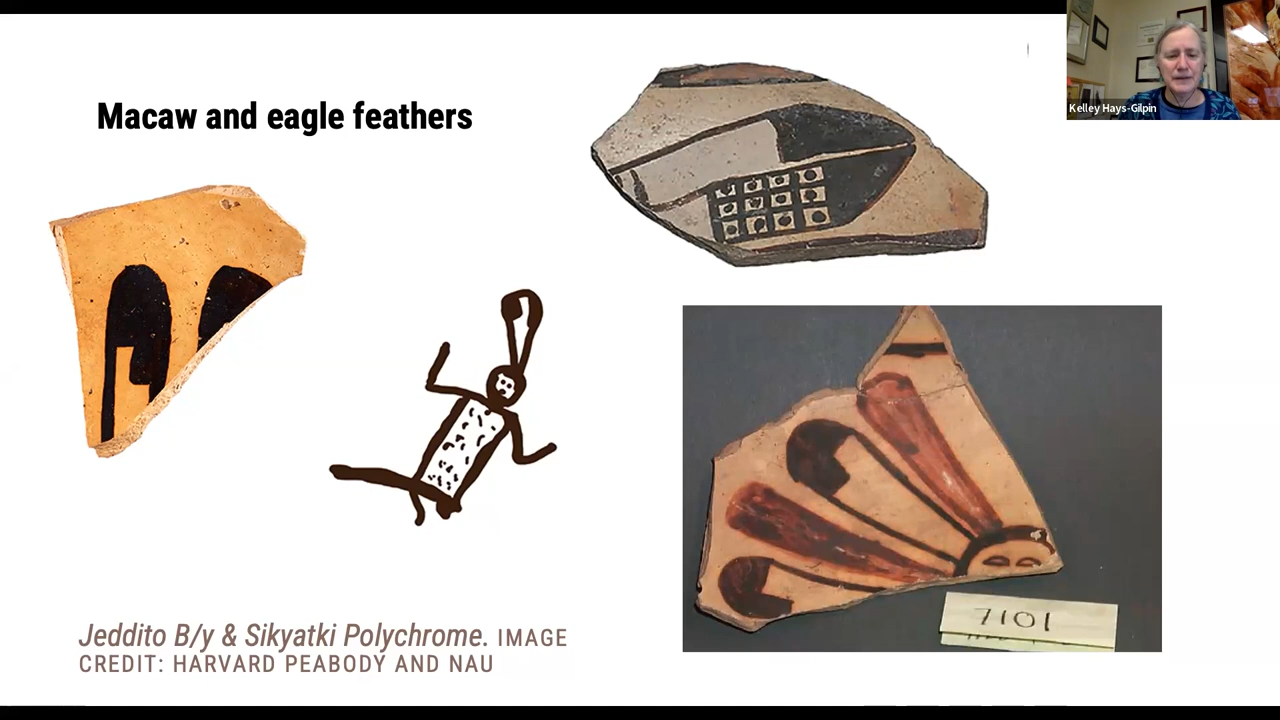 Kelley Hays-Gilpin
Macaw and eagle feathers
7101
Jeddito B/y & Sikyatki Polychrome. IMAGE
CREDIT: HARVARD PEABODY AND NAU